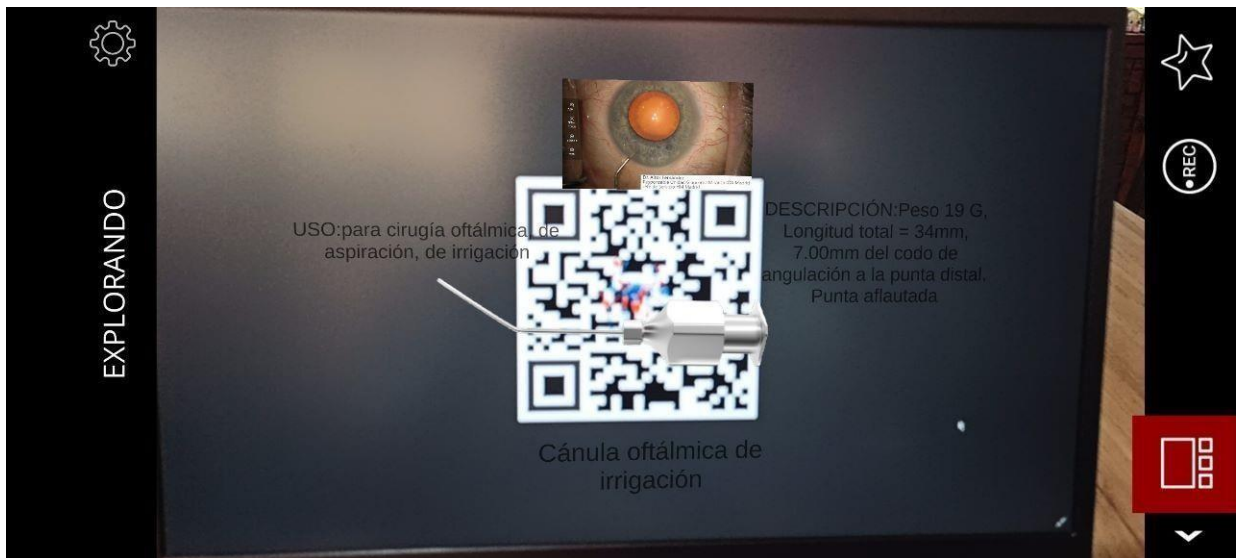 EXPLORANDO
REC
USO:para cirugía oftálmica, de
aspiración, de irrigación
DESCRIPCIÓN:Peso 19 G,
Longitud total = 34mm,
7.00mm del codo de
angulación a la punta distal.
Punta aflautada
Cánula oftálmica de
irrigación